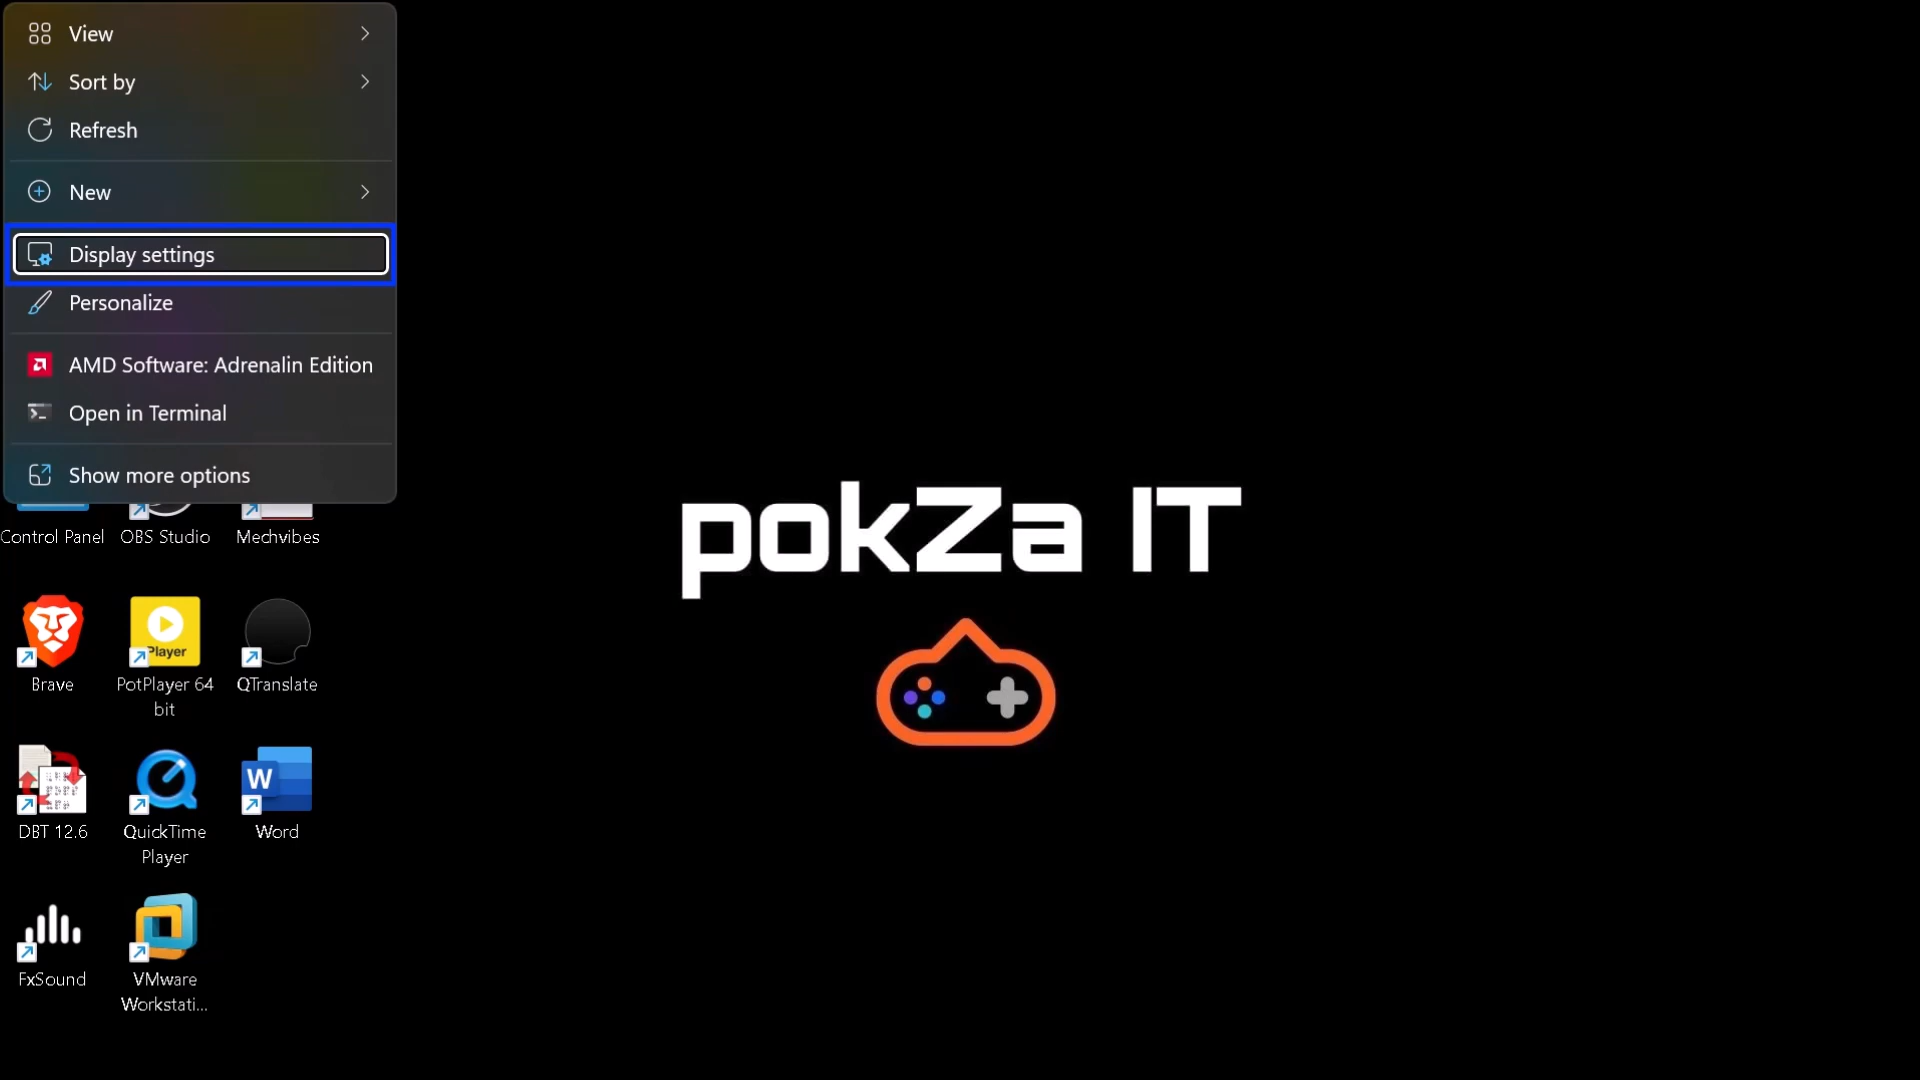 View
Sort by
Refresh
New
Display settings
Personalize
AMD Software: Adrenalin Edition
Open in Terminal
Show more options
Control Panel
OBS Studio
Mechvibes
pokZa IT
Player
Brave
PotPlayer 64
bit
QTranslate
W
DBT 12.6
QuickTime
Player
Word
FxSound
VMware
Workstati...